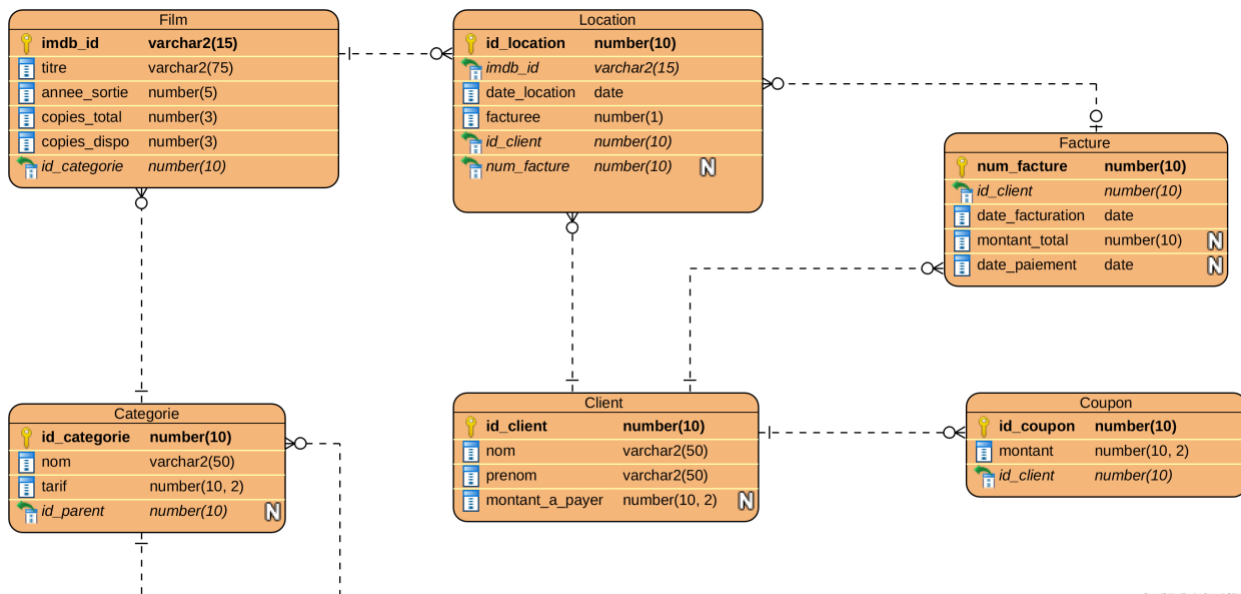 Film
imdb_id varchar2(15)
titre varchar2(75)
annee_sortie number(5)
copies_total number(3)
copies_dispo number(3)
id_categorie number(10)
Location
id_location number(10)
imdb_id varchar2(15)
date_location date
facturee number(1)
id_client number(10)
num_facture number(10) N
Facture
num_facture number(10)
id_client number(10)
date_facturation date
montant_total number(10) N
date_paiement date N
Categorie
id_categorie number(10)
nom varchar2(50)
tarif number(10, 2)
id_parent number(10) N
Client
id_client number(10)
nom varchar2(50)
prenom varchar2(50)
montant_a_payer number(10, 2) N
Coupon
id_coupon number(10)
montant number(10, 2)
id_client number(10)